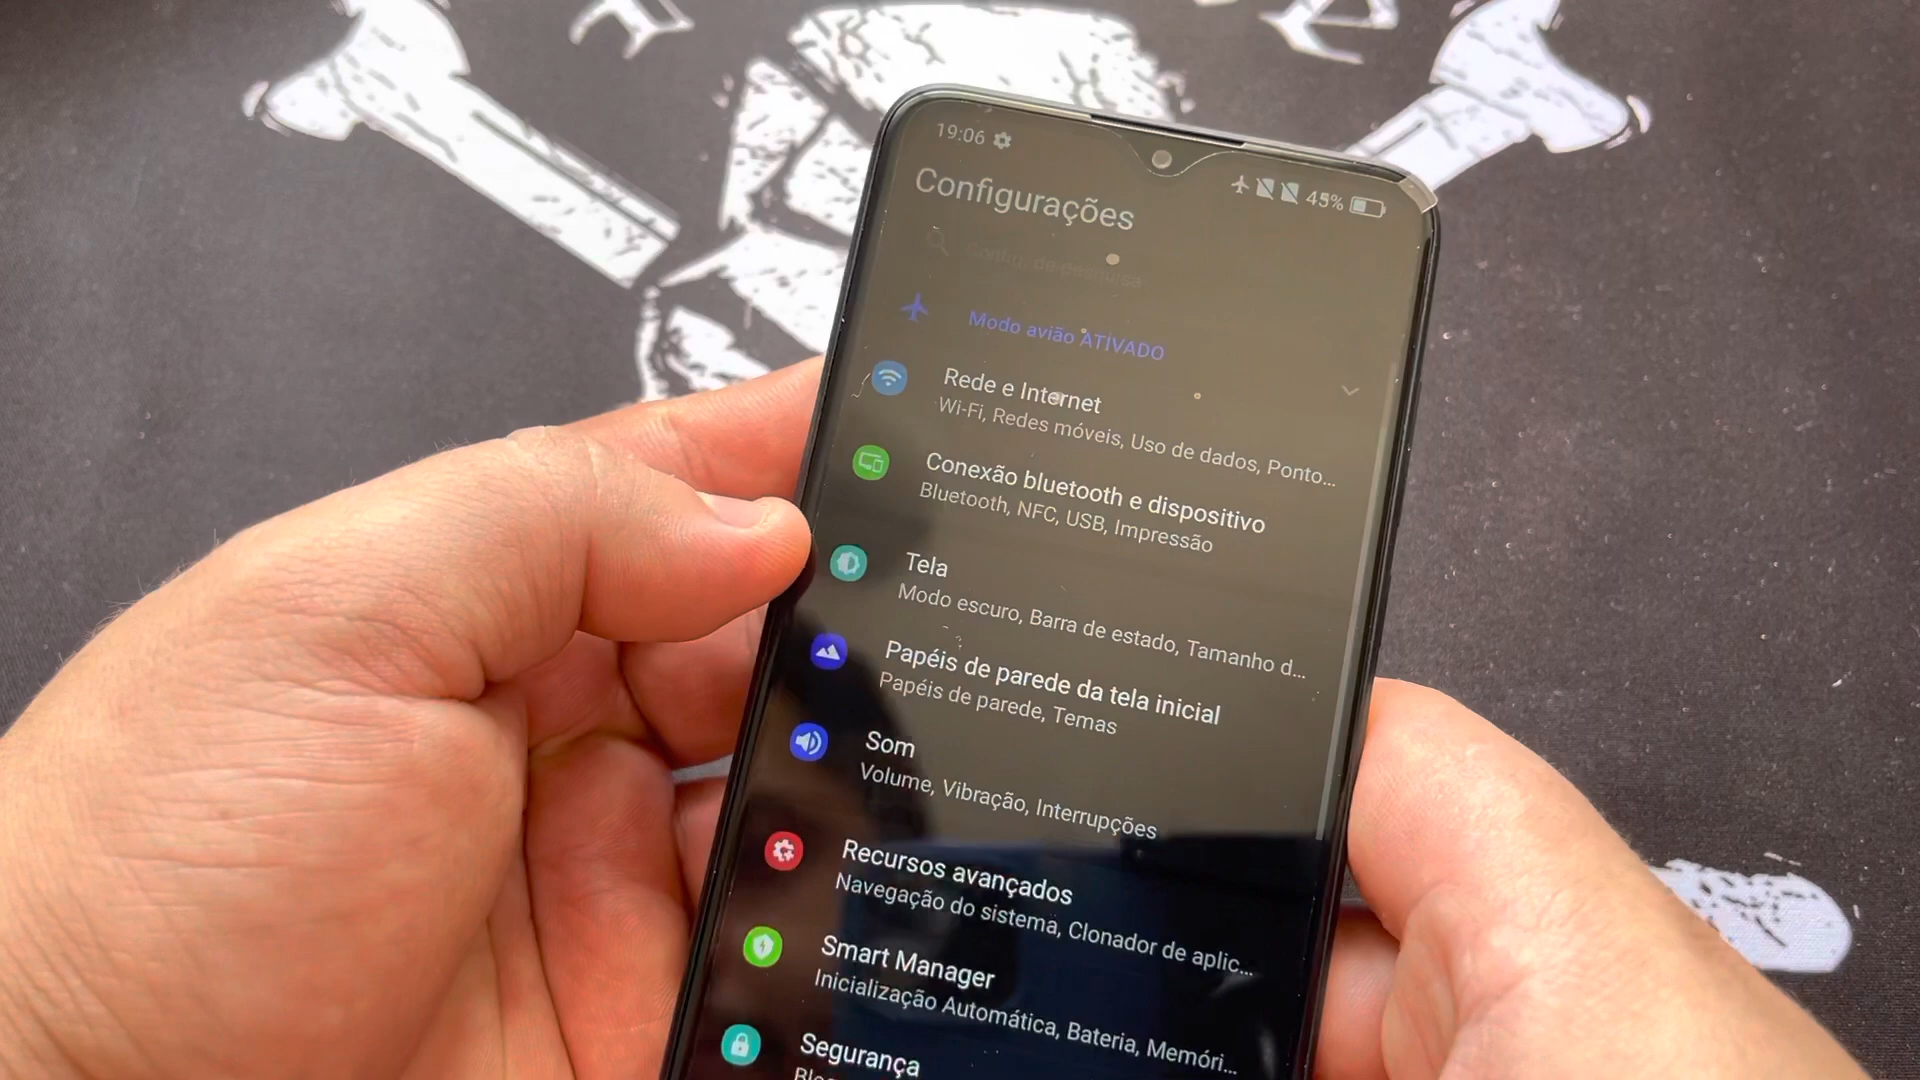 19:06
45%
Configurações
Config. de pesquisa
Modo avião ATIVADO
Rede e Internet
Wi-Fi, Redes móveis, Uso de dados, Ponto...
Conexão bluetooth e dispositivo
Bluetooth, NFC, USB, Impressão
Tela
Modo escuro, Barra de estado, Tamanho d...
Papéis de parede da tela inicial
Papéis de parede, Temas
Som
Volume, Vibração, Interrupções
Recursos avançados
Navegação do sistema, Clonador de aplic...
Smart Manager
Inicialização Automática, Bateria, Memóri...
Segurança